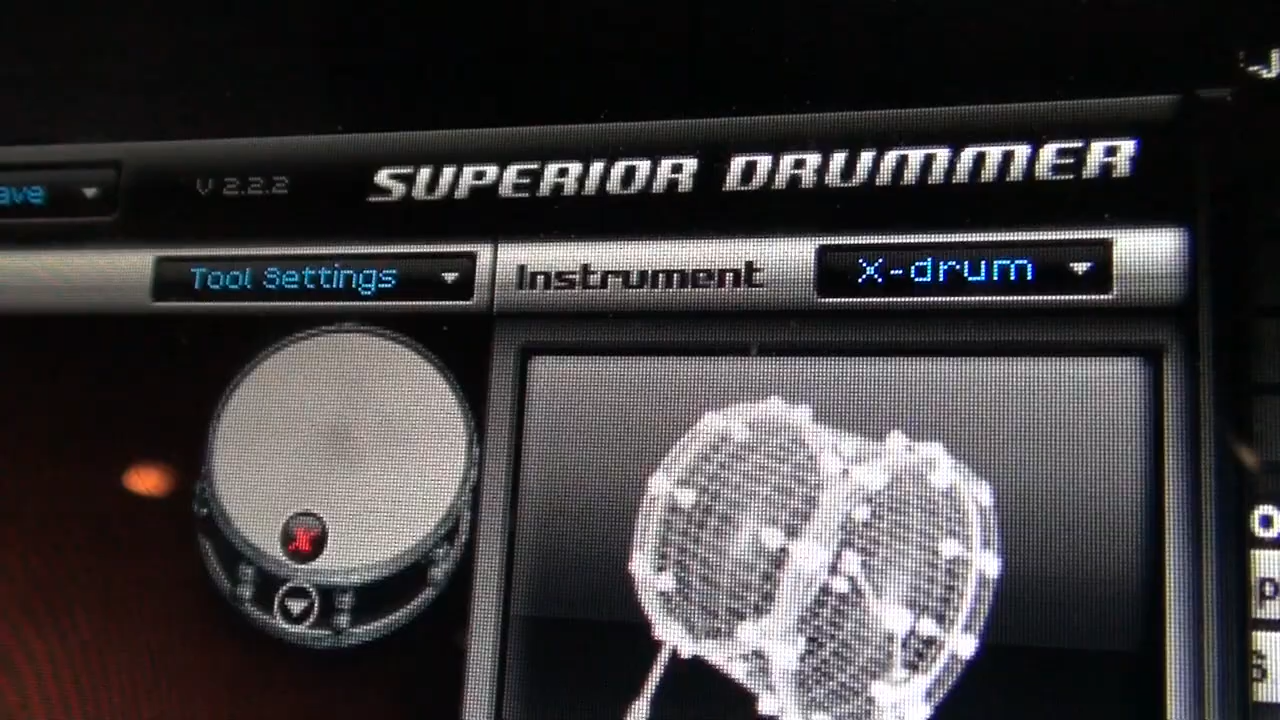 ave V 2.2.2 SUPERIOR DRUMMER
Tool Settings Instrument X-drum
X
O
P
S